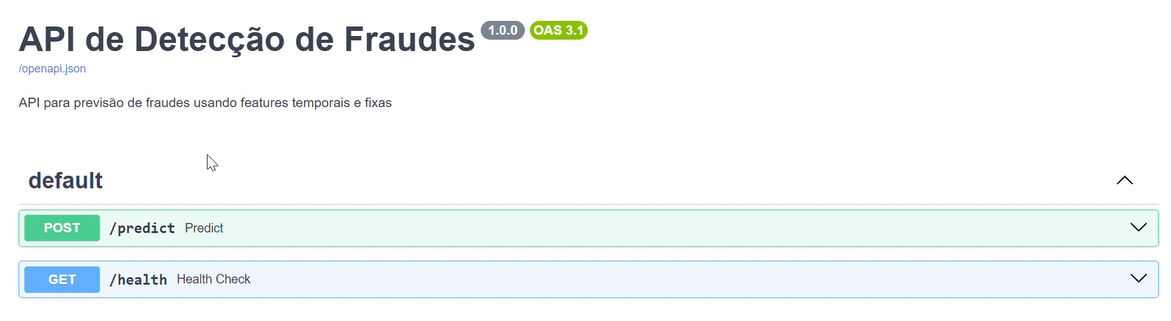 API de Detecção de Fraudes 1.0.0 OAS 3.1
/openapi.json
API para previsão de fraudes usando features temporais e fixas
default
POST /predict Predict
GET /health Health Check